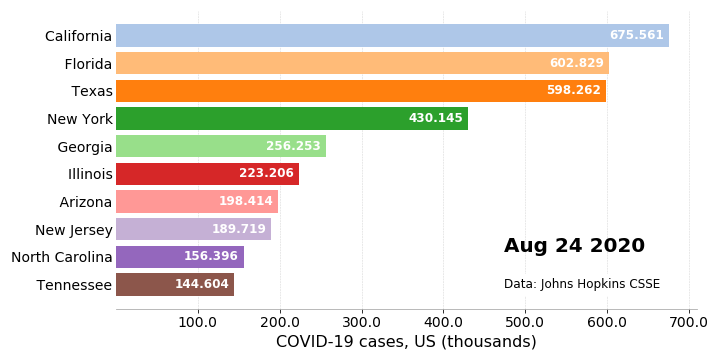 California 675.561
Florida 602.829
Texas 598.262
New York 430.145
Georgia 256.253
Illinois 223.206
Arizona 198.414
New Jersey 189.719
North Carolina 156.396
Tennessee 144.604
Aug 24 2020
Data: Johns Hopkins CSSE
100.0 200.0 300.0 400.0 500.0 600.0 700.0
COVID-19 cases, US (thousands)